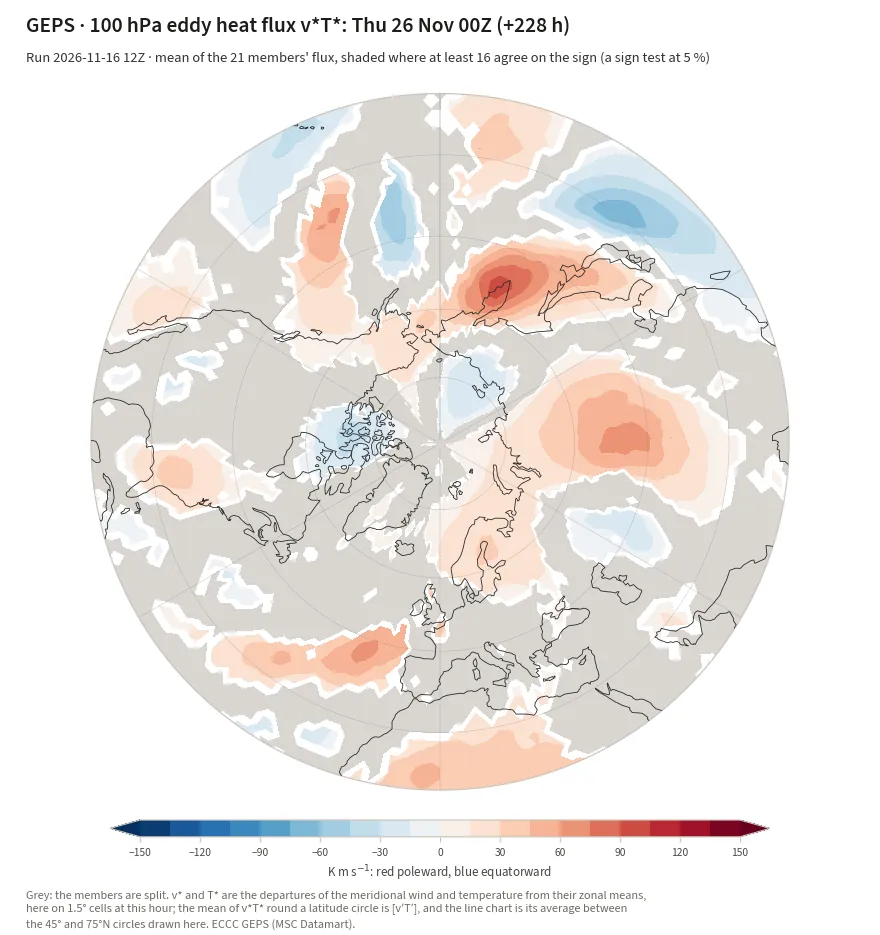 GEPS · 100 hPa eddy heat flux v*T*: Thu 26 Nov 00Z (+228 h)
Run 2026-11-16 12Z · mean of the 21 members' flux, shaded where at least 16 agree on the sign (a sign test at 5 %)
−150 −120 −90 −60 −30 0 30 60 90 120 150
K m s⁻¹: red poleward, blue equatorward
Grey: the members are split. v* and T* are the departures of the meridional wind and temperature from their zonal means,
here on 1.5° cells at this hour; the mean of v*T* round a latitude circle is [v′T′], and the line chart is its average between
the 45° and 75°N circles drawn here. ECCC GEPS (MSC Datamart).